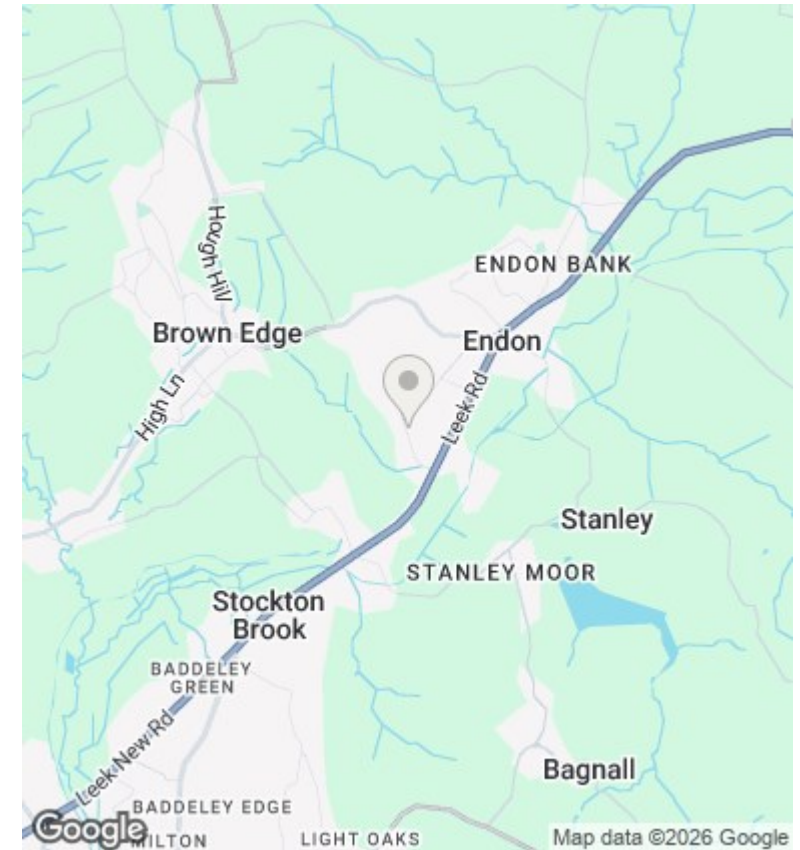 Hough Hill
ENDON BANK
Brown Edge
Endon
High Ln
Leek Rd
Stanley
STANLEY MOOR
Stockton
Brook
BADDELEY
GREEN
Leek New Rd
Bagnall
BADDELEY EDGE
Google
MILTON
LIGHT OAKS
Map data ©2026 Google